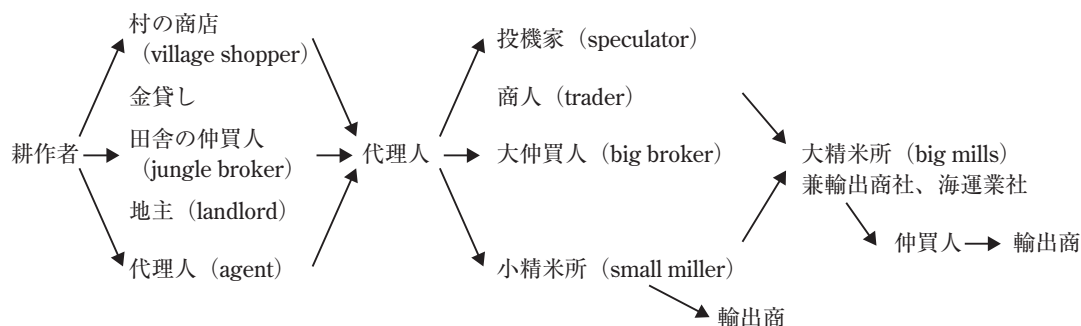 耕作者
村の商店
（village shopper）
金貸し
田舎の仲買人
（jungle broker）
地主（landlord）
代理人（agent）
代理人
投機家（speculator）
商人（trader）
大仲買人（big broker）
小精米所（small miller）
輸出商
大精米所（big mills）
兼輸出商社、海運業社
仲買人
輸出商